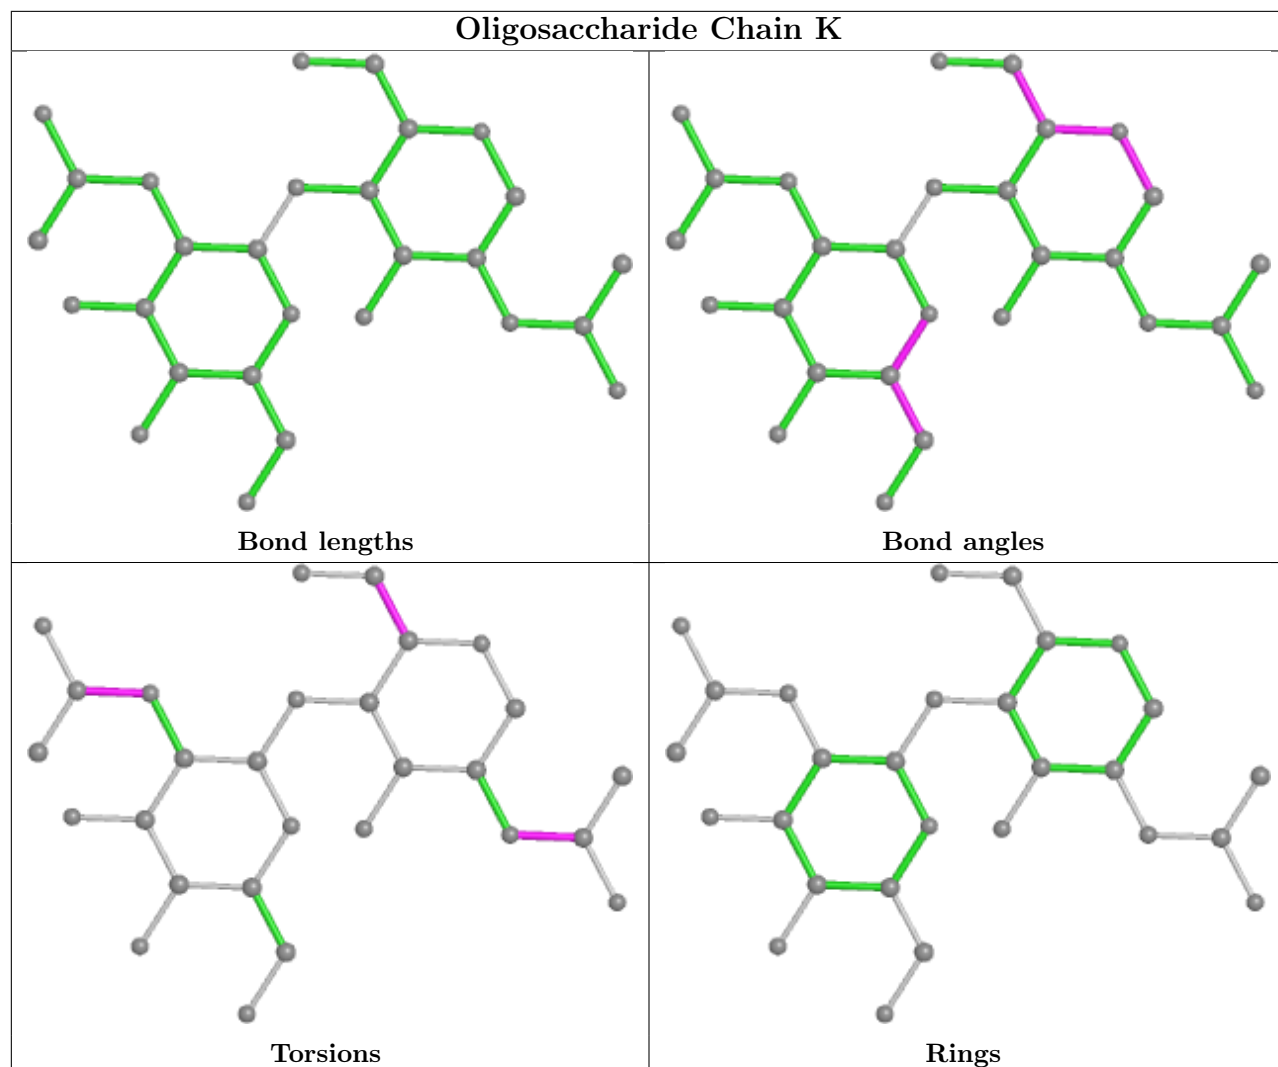 Oligosaccharide Chain K
Bond lengths
Bond angles
Torsions
Rings